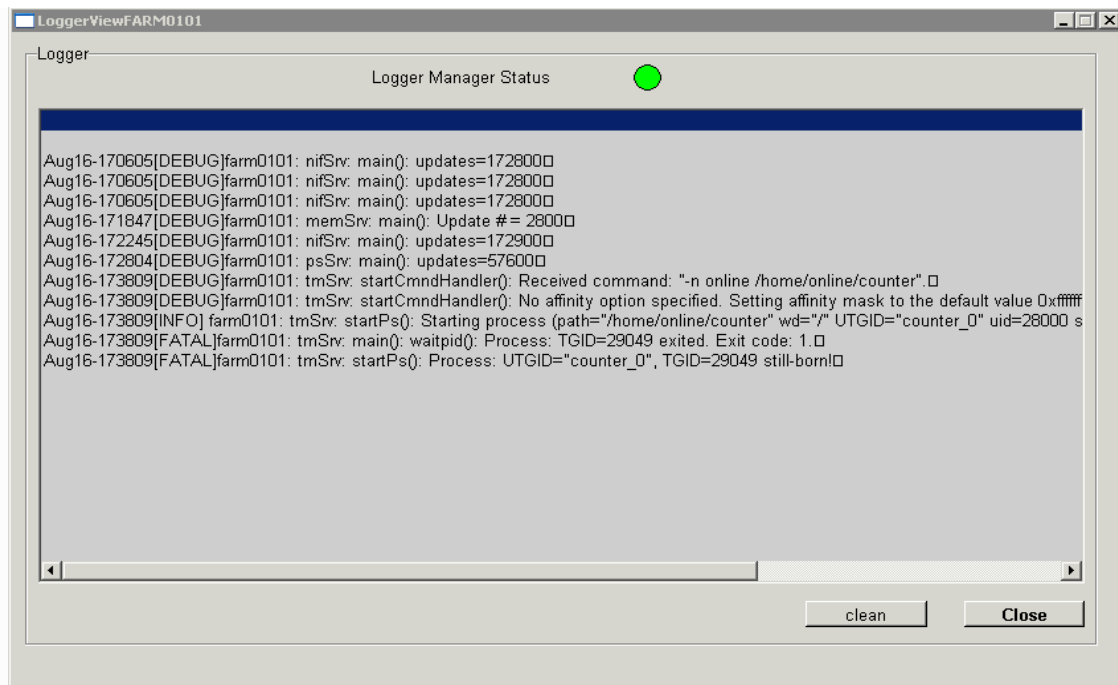 LoggerViewFARM0101
Logger
Logger Manager Status
Aug16-170605[DEBUG]farm0101: nifSrv: main(): updates=172800□
Aug16-170605[DEBUG]farm0101: nifSrv: main(): updates=172800□
Aug16-170605[DEBUG]farm0101: nifSrv: main(): updates=172800□
Aug16-171847[DEBUG]farm0101: memSrv: main(): Update #= 2800□
Aug16-172245[DEBUG]farm0101: nifSrv: main(): updates=172900□
Aug16-172804[DEBUG]farm0101: psSrv: main(): updates=57600□
Aug16-173809[DEBUG]farm0101: tmSrv: startCmndHandler(): Received command: "-n online /home/online/counter".□
Aug16-173809[DEBUG]farm0101: tmSrv: startCmndHandler(): No affinity option specified. Setting affinity mask to the default value 0xffffff
Aug16-173809[INFO] farm0101: tmSrv: startPs(): Starting process (path="/home/online/counter" wd="/" UTGID="counter_0" uid=28000 s
Aug16-173809[FATAL]farm0101: tmSrv: main(): waitpid(): Process: TGID=29049 exited. Exit code: 1.□
Aug16-173809[FATAL]farm0101: tmSrv: startPs(): Process: UTGID="counter_0", TGID=29049 still-born!□
clean
Close